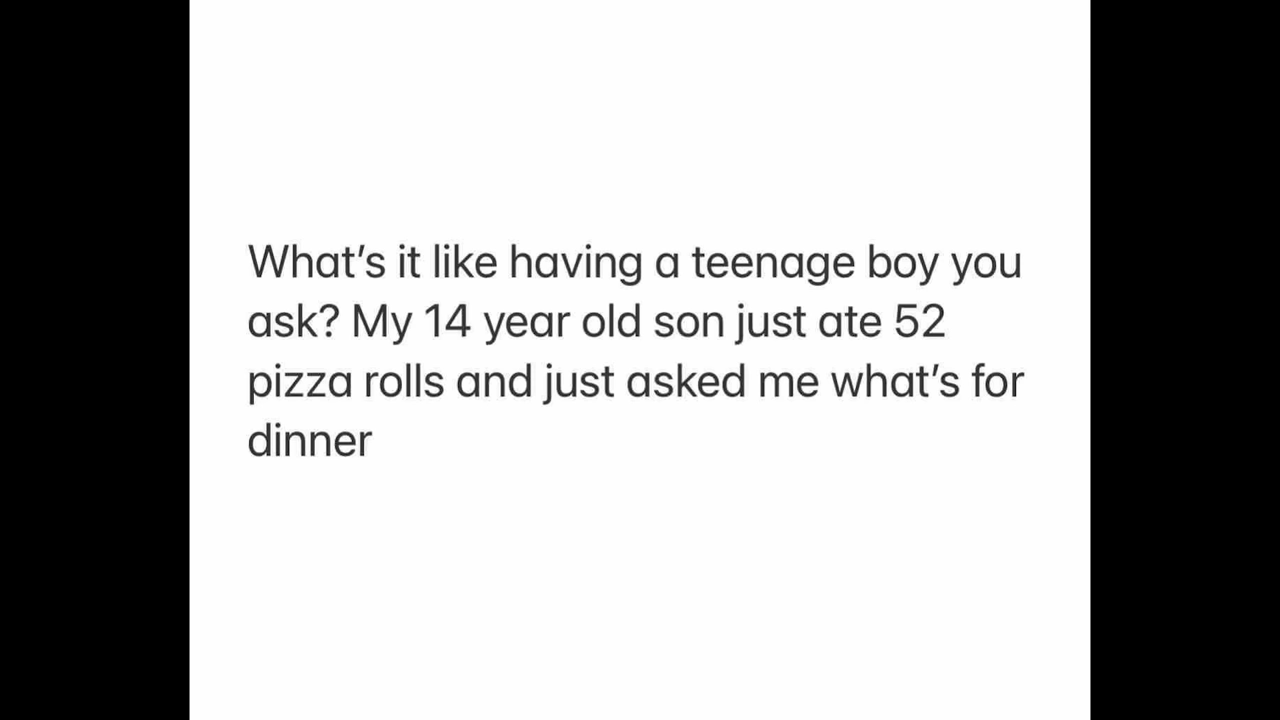 What’s it like having a teenage boy you
ask? My 14 year old son just ate 52
pizza rolls and just asked me what’s for
dinner